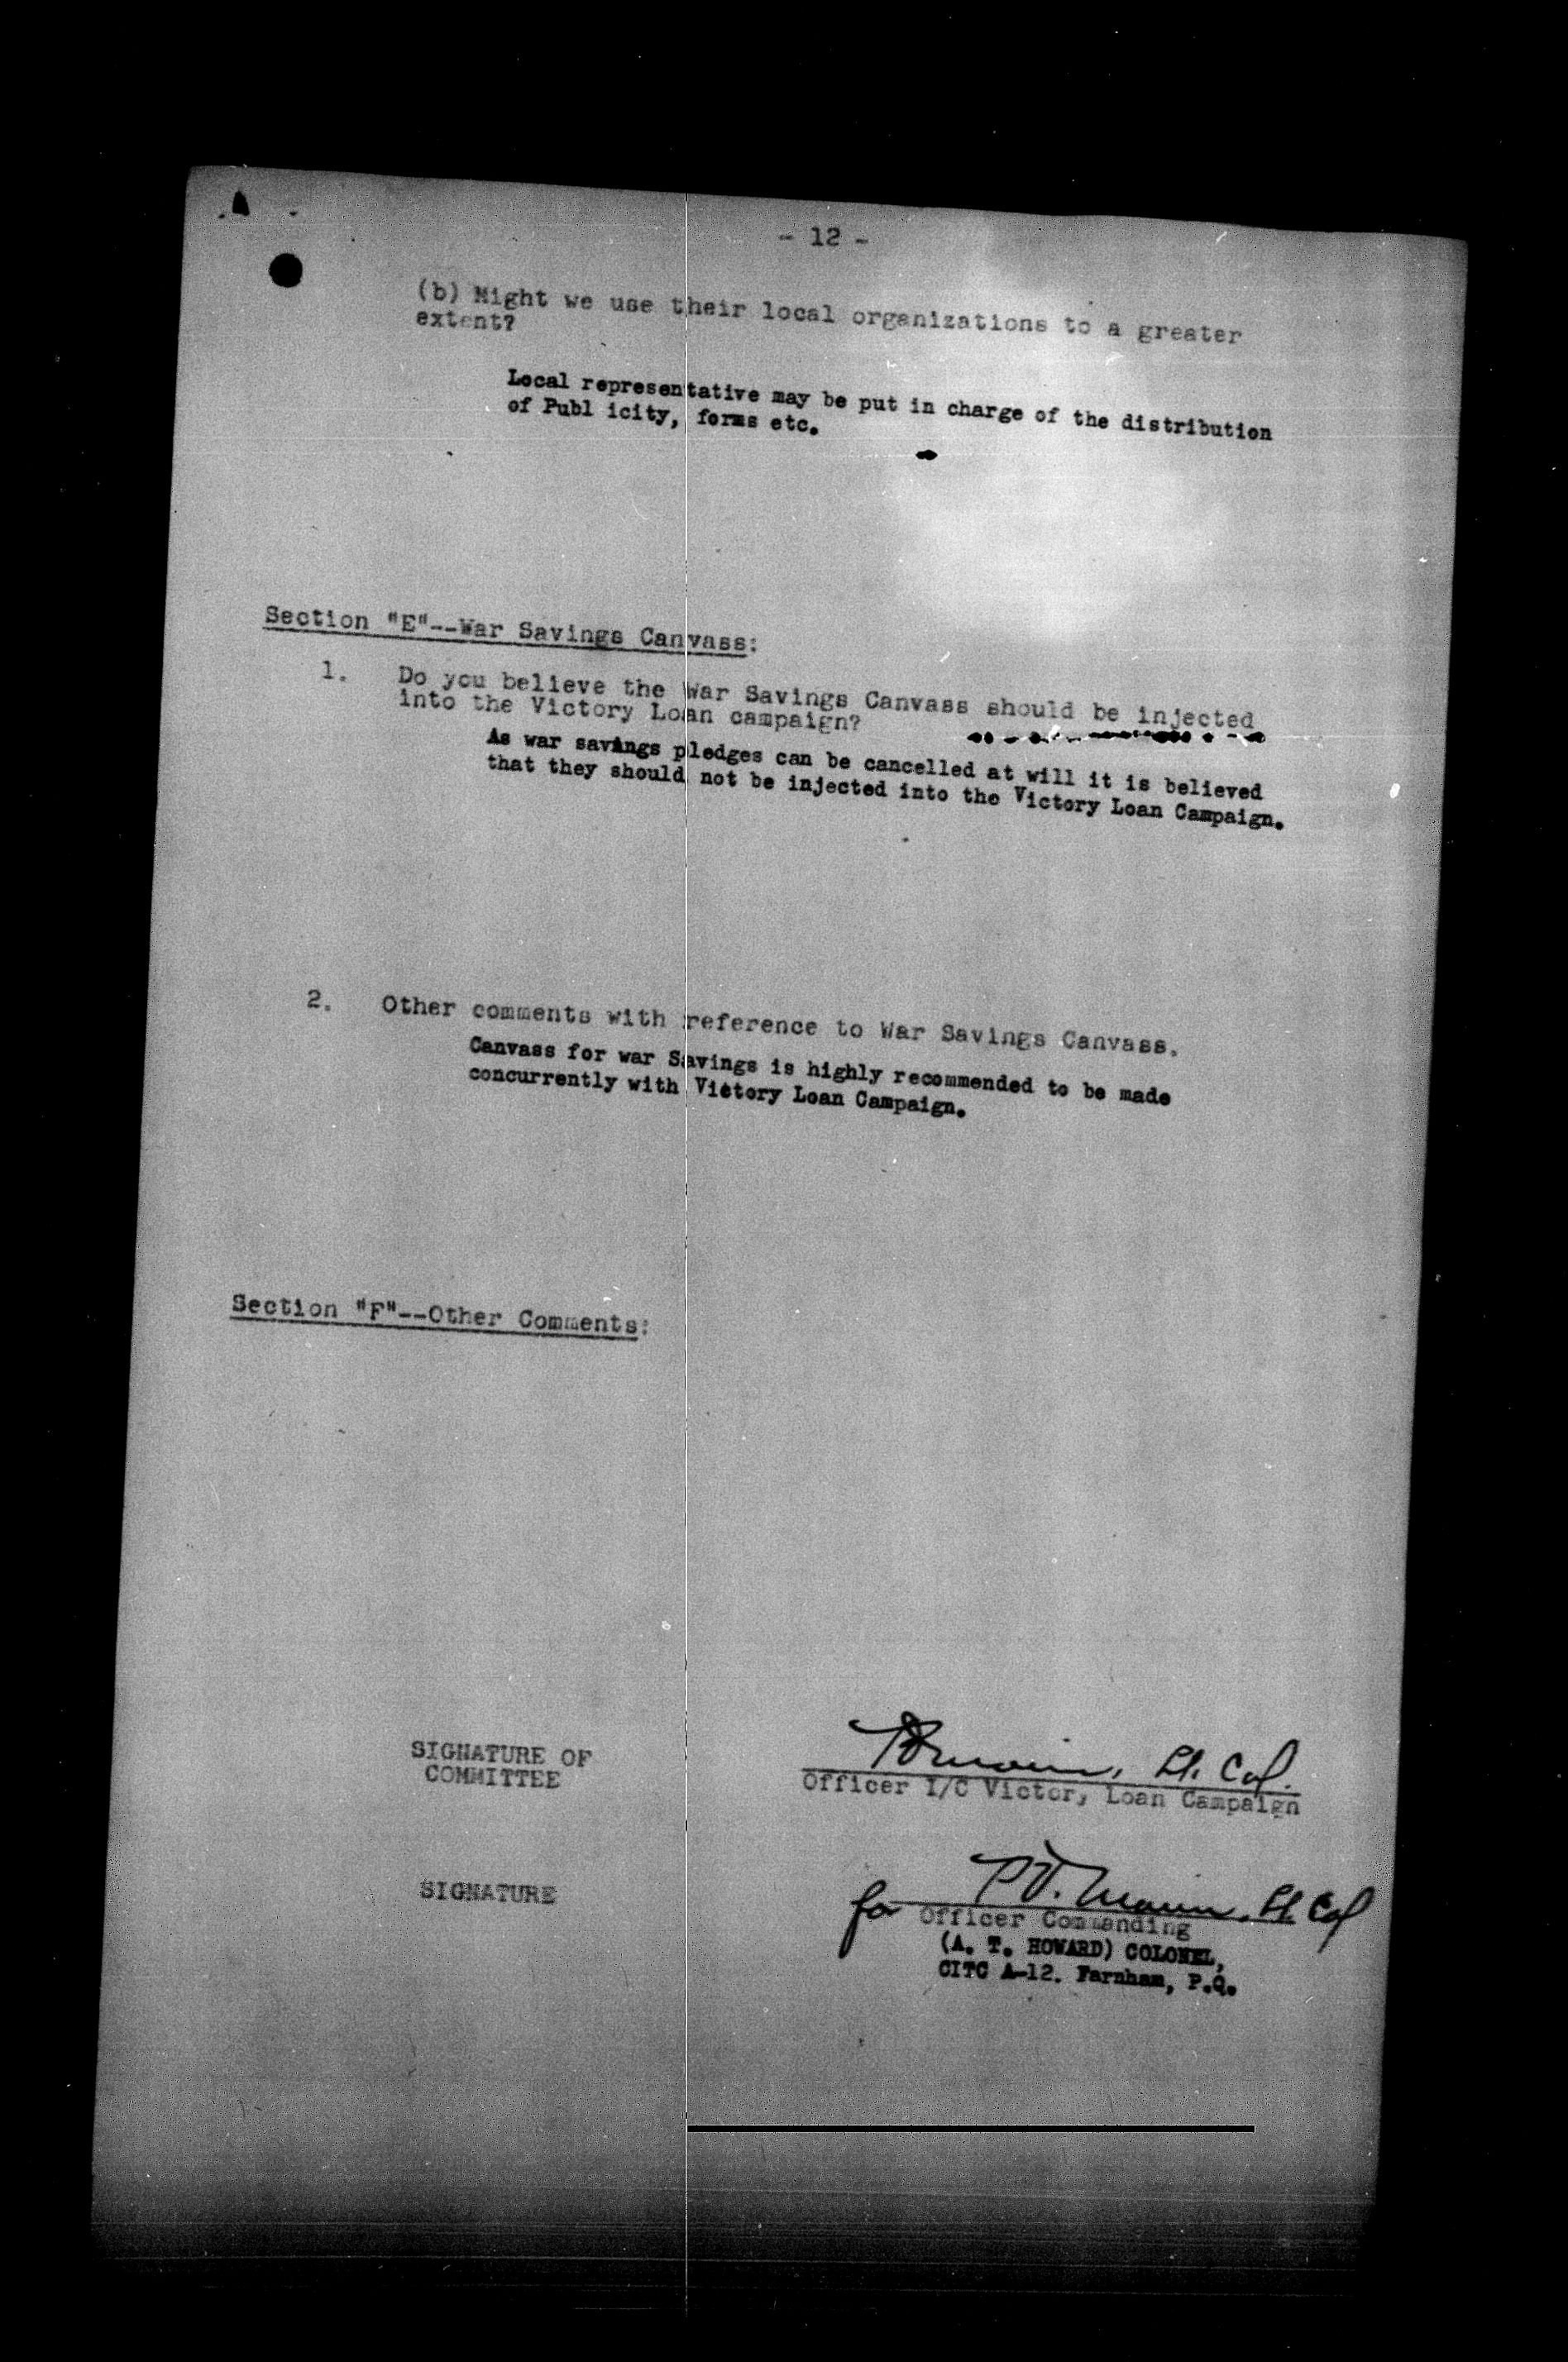 - 12 -
(b) Might we use their local organizations to a greater
extent?
Local representative may be put in charge of the distribution
of Publ icity, forms etc.
Section "E"--War Savings Canvass:
1. Do you believe the War Savings Canvass should be injected
into the Victory Loan campaign?
As war savings pledges can be cancelled at will it is believed
that they should not be injected into the Victory Loan Campaign.
2. Other comments with reference to War Savings Canvass.
Canvass for war Savings is highly recommended to be made
concurrently with Victory Loan Campaign.
Section "F"--Other Comments:
SIGNATURE OF
COMMITTEE
Lt. Col.
Officer I/C Victor, Loan Campaign
SIGNATURE
for Lt. Col
Officer Commanding
(A. T. HOWARD) COLONEL,
CITC A-12. Farnham, P.Q.